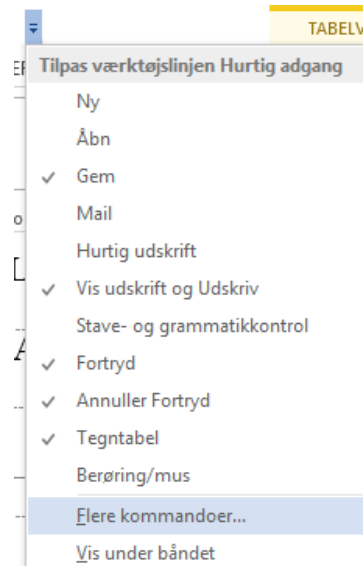 TABELV
Tilpas værktøjslinjen Hurtig adgang
Ny
Åbn
Gem
Mail
Hurtig udskrift
Vis udskrift og Udskriv
Stave- og grammatikkontrol
Fortryd
Annuller Fortryd
Tegntabel
Berøring/mus
Flere kommandoer...
Vis under båndet